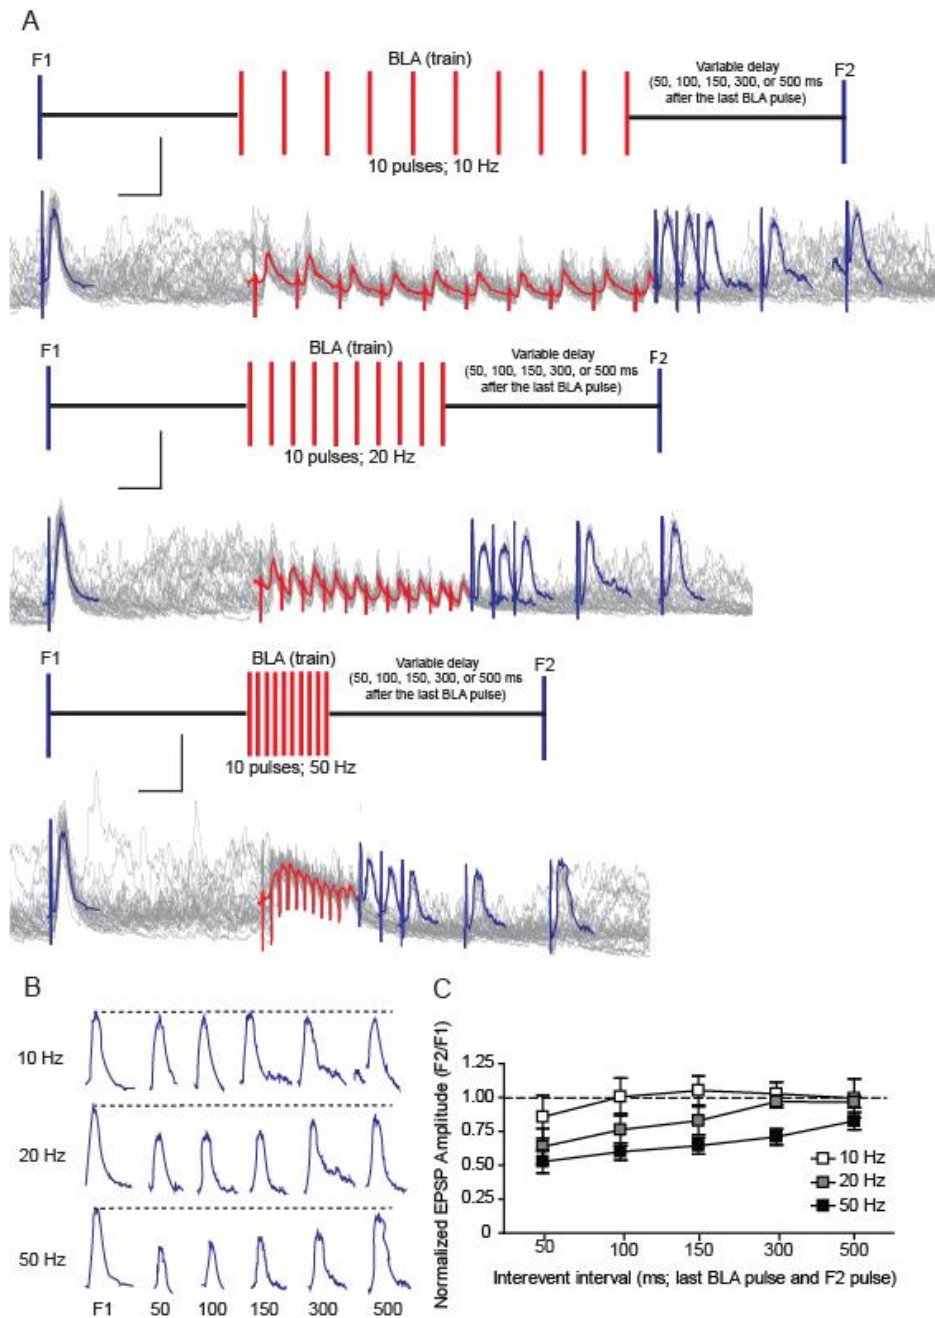 A
F1
BLA (train)
Variable delay
(50, 100, 150, 300, or 500 ms
after the last BLA pulse)
F2
10 pulses; 10 Hz
F1
BLA (train)
Variable delay
(50, 100, 150, 300, or 500 ms
after the last BLA pulse)
F2
10 pulses; 20 Hz
F1
BLA (train)
Variable delay
(50, 100, 150, 300, or 500 ms
after the last BLA pulse)
F2
10 pulses; 50 Hz
B
10 Hz
20 Hz
50 Hz
F1 50 100 150 300 500
C
Normalized EPSP Amplitude (F2/F1)
1.25
1.00
0.75
0.50
0.25
0
10 Hz
20 Hz
50 Hz
50 100 150 300 500
Interevent interval (ms; last BLA pulse and F2 pulse)